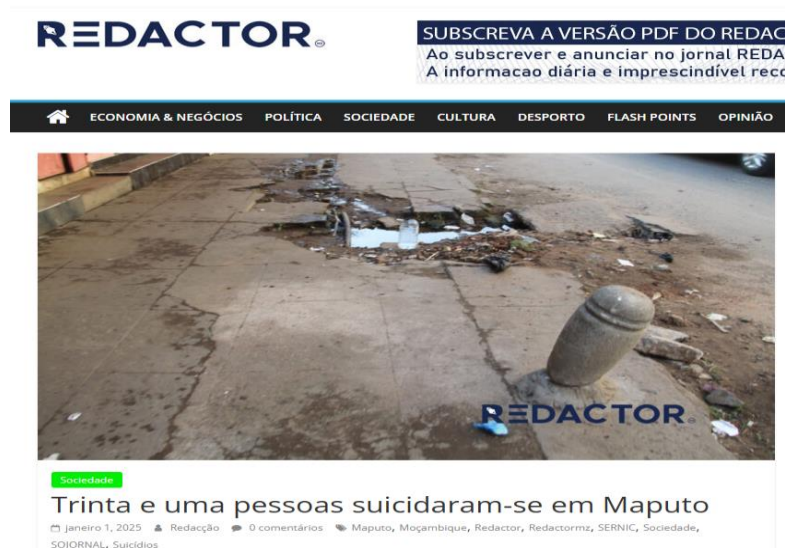 REDACTOR
SUBSCREVA A VERSÃO PDF DO REDAC
Ao subscrever e anunciar no jornal REDA
A informacao diária e imprescindível reco
ECONOMIA & NEGÓCIOS POLÍTICA SOCIEDADE CULTURA DESPORTO FLASH POINTS OPINIÃO
REDACTOR
Sociedade
Trinta e uma pessoas suicidaram-se em Maputo
janeiro 1, 2025 Redacção 0 comentários Maputo, Moçambique, Redactor, Redactormz, SERNIC, Sociedade,
SOJORNAL, Suicídios